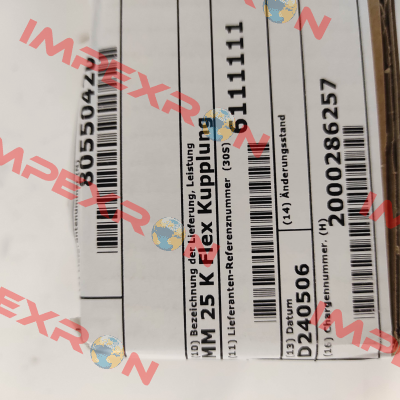 80550420
(10) Bezeichnung der Lieferung, Leistung
MM 25 K Flex Kupplung
(11) Lieferanten-Referenznummer (30S)
6111111
(13) Datum
D240506
(14) Änderungsstand
(16) Chargennummer. (H)
2000286257
IMPEXRON
IMPEXRON
IMPEXRON
IMPEXRON